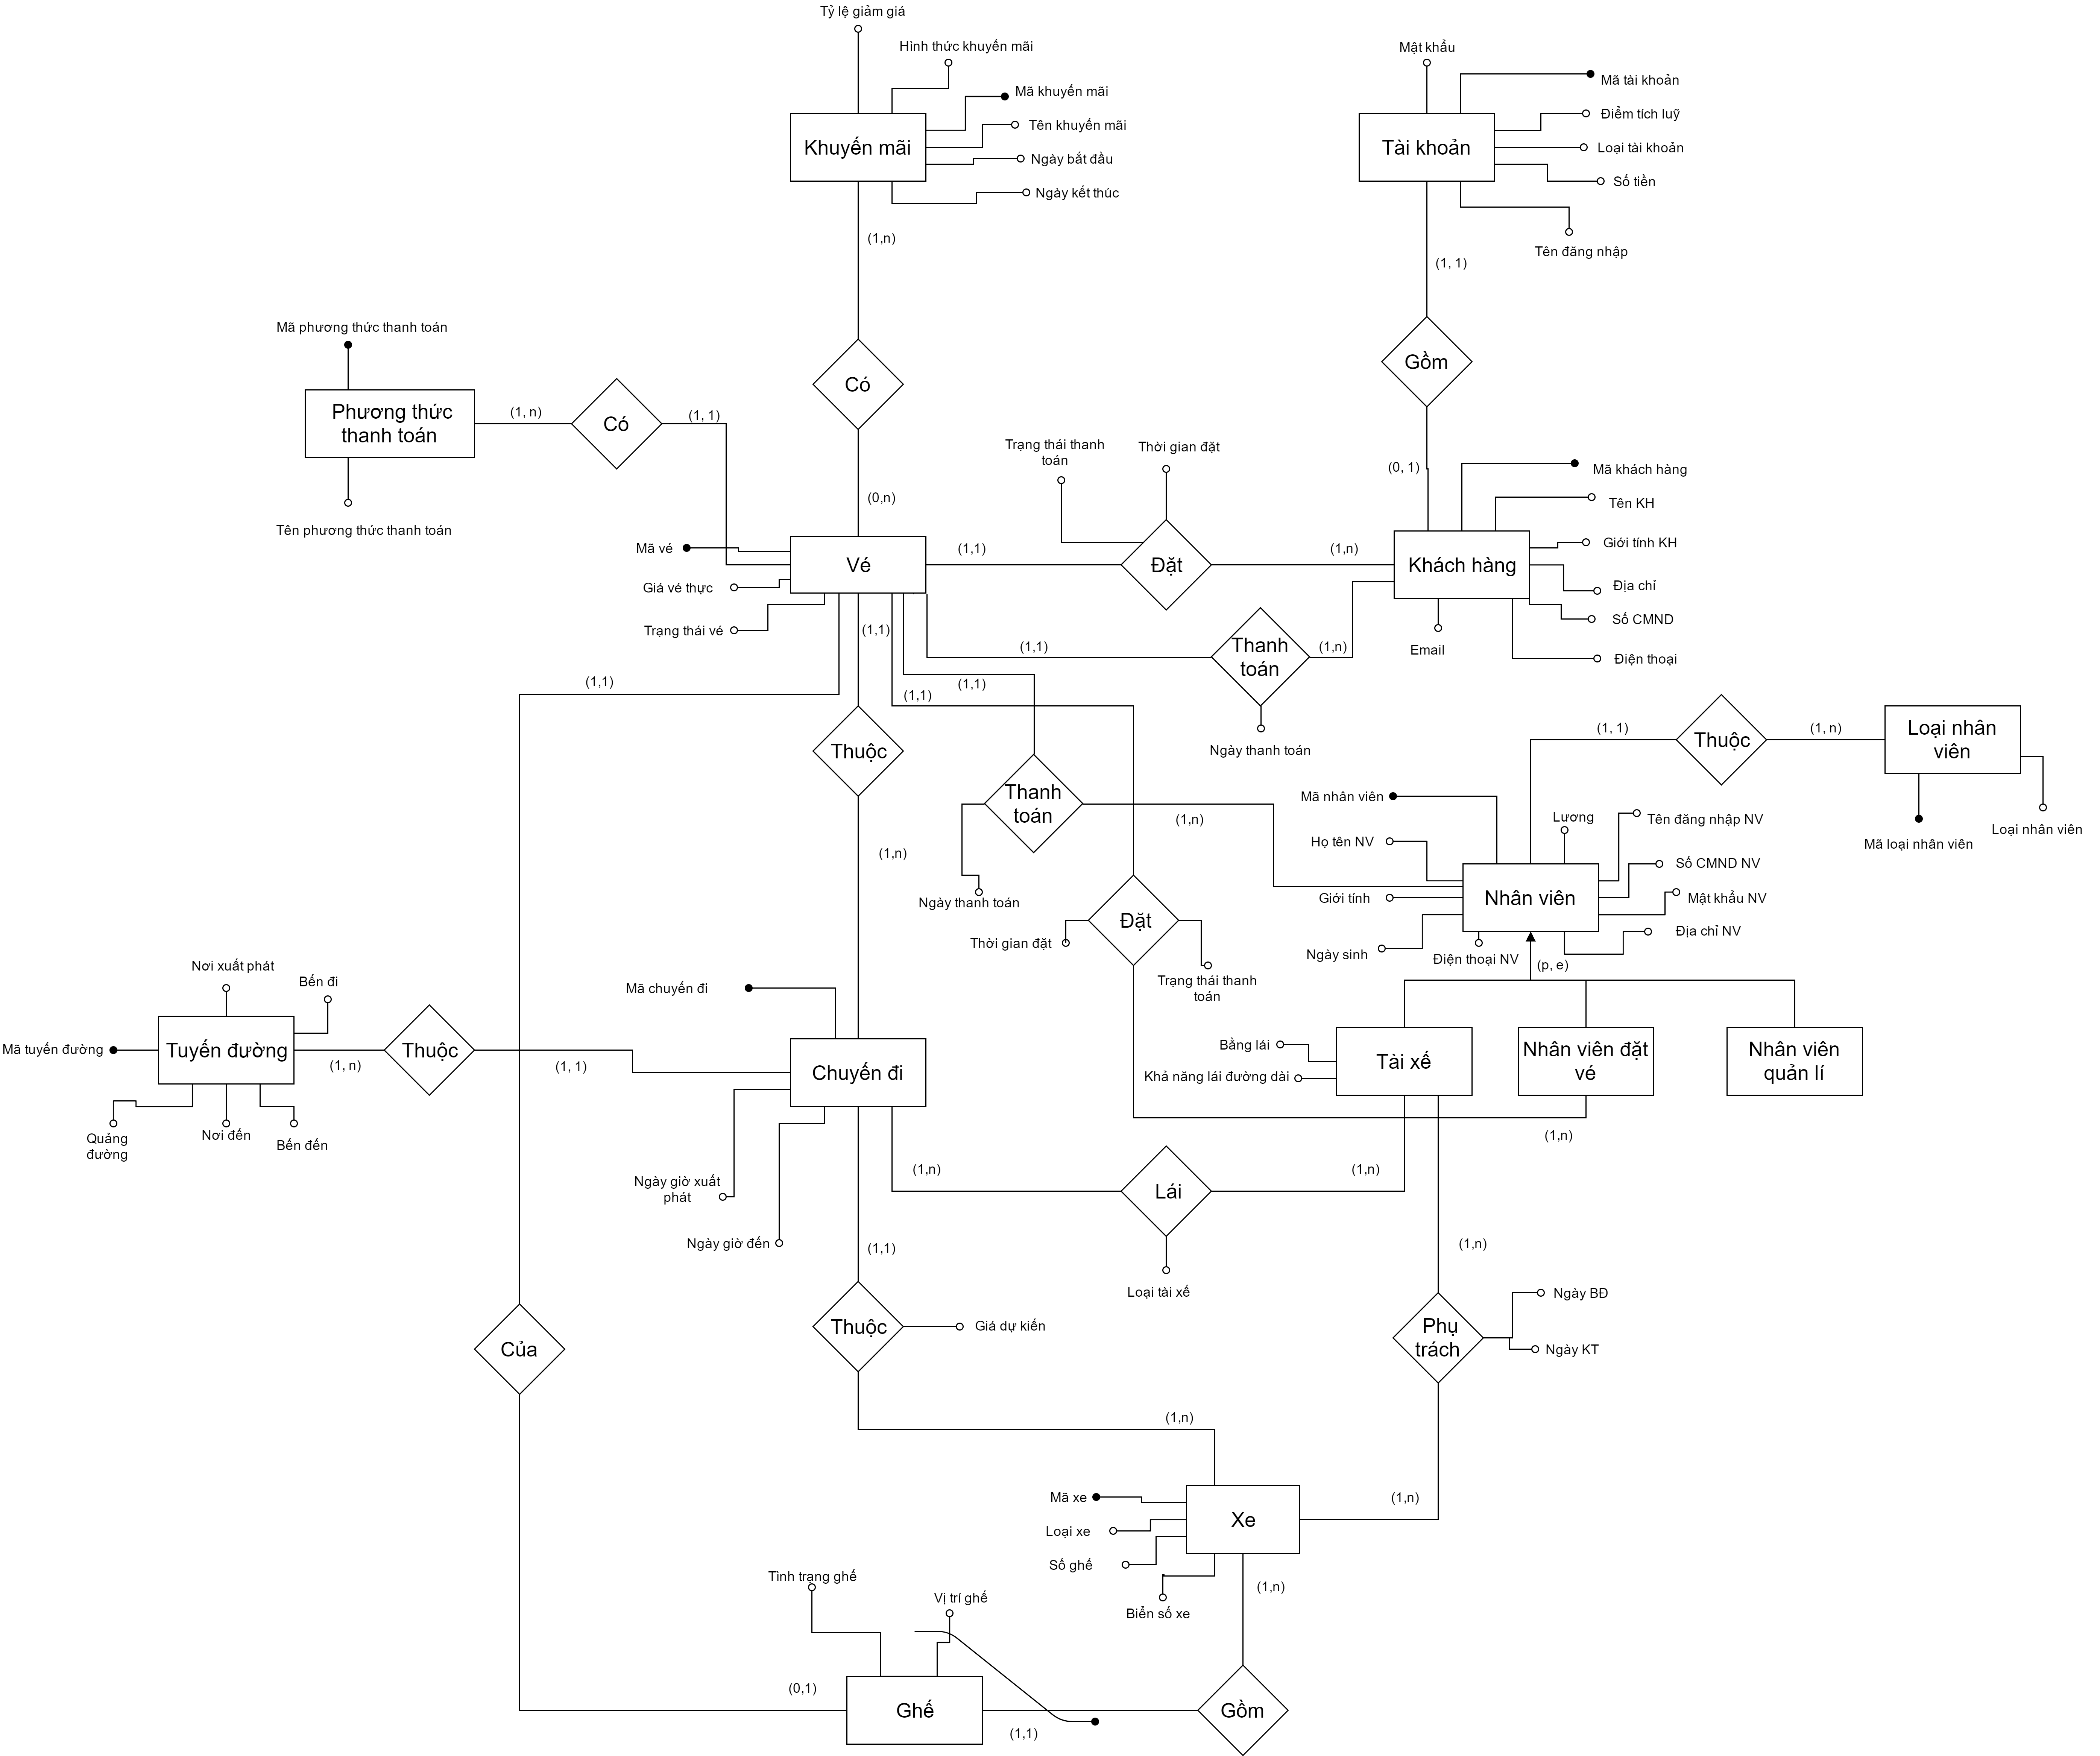 Tỷ lệ giảm giá
Hình thức khuyến mãi
Mã khuyến mãi
Tên khuyến mãi
Ngày bắt đầu
Ngày kết thúc
Khuyến mãi
(1,n)
Mật khẩu
Mã tài khoản
Điểm tích luỹ
Loại tài khoản
Số tiền
Tên đăng nhập
Tài khoản
(1, 1)
Gồm
(0, 1)
Mã phương thức thanh toán
Phương thức
thanh toán
Tên phương thức thanh toán
(1, n)
Có
(1, 1)
Có
(0,n)
Trạng thái thanh
toán
Thời gian đặt
Mã khách hàng
Tên KH
Giới tính KH
Địa chỉ
Số CMND
Điện thoại
Email
Khách hàng
Mã vé
Giá vé thực
Trạng thái vé
Vé
(1,1)
Đặt
(1,n)
(1,1)
(1,1)
Thanh
toán
(1,n)
Ngày thanh toán
(1,1)
(1,1)
(1,1)
Thuộc
(1,n)
Thanh
toán
(1,n)
Ngày thanh toán
(1, 1)
Thuộc
(1, n)
Loại nhân
viên
Mã loại nhân viên
Loại nhân viên
Mã nhân viên
Họ tên NV
Giới tính
Ngày sinh
Điện thoại NV
Lương
Tên đăng nhập NV
Số CMND NV
Mật khẩu NV
Địa chỉ NV
Nhân viên
(p, e)
Đặt
Thời gian đặt
Trạng thái thanh
toán
Nơi xuất phát
Bến đi
Mã tuyến đường
Tuyến đường
Quảng
đường
Nơi đến
Bến đến
(1, n)
Thuộc
(1, 1)
Mã chuyến đi
Chuyến đi
Ngày giờ xuất
phát
Ngày giờ đến
Bằng lái
Khả năng lái đường dài
Tài xế
Nhân viên đặt
vé
Nhân viên
quản lí
(1,n)
(1,n)
Lái
(1,n)
Loại tài xế
(1,1)
(1,n)
Thuộc
Giá dự kiến
Của
Phụ
trách
Ngày BĐ
Ngày KT
(1,n)
(1,n)
Mã xe
Loại xe
Số ghế
Biển số xe
Xe
(1,n)
Tình trạng ghế
Vị trí ghế
(0,1)
Ghế
(1,1)
Gồm